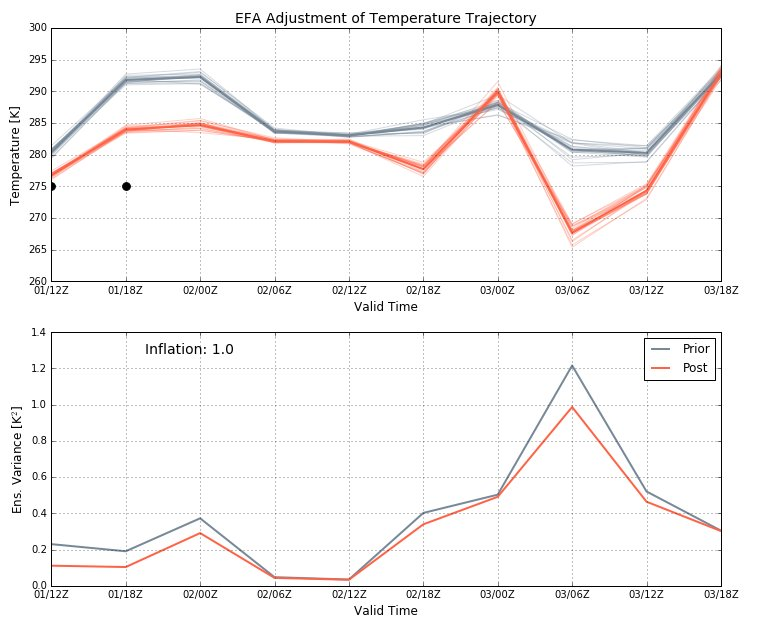 EFA Adjustment of Temperature Trajectory
300
295
290
285
280
275
270
265
260
Temperature [K]
01/12Z 01/18Z 02/00Z 02/06Z 02/12Z 02/18Z 03/00Z 03/06Z 03/12Z 03/18Z
Valid Time
Inflation: 1.0
Prior
Post
1.4
1.2
1.0
0.8
0.6
0.4
0.2
0.0
Ens. Variance [K²]
01/12Z 01/18Z 02/00Z 02/06Z 02/12Z 02/18Z 03/00Z 03/06Z 03/12Z 03/18Z
Valid Time